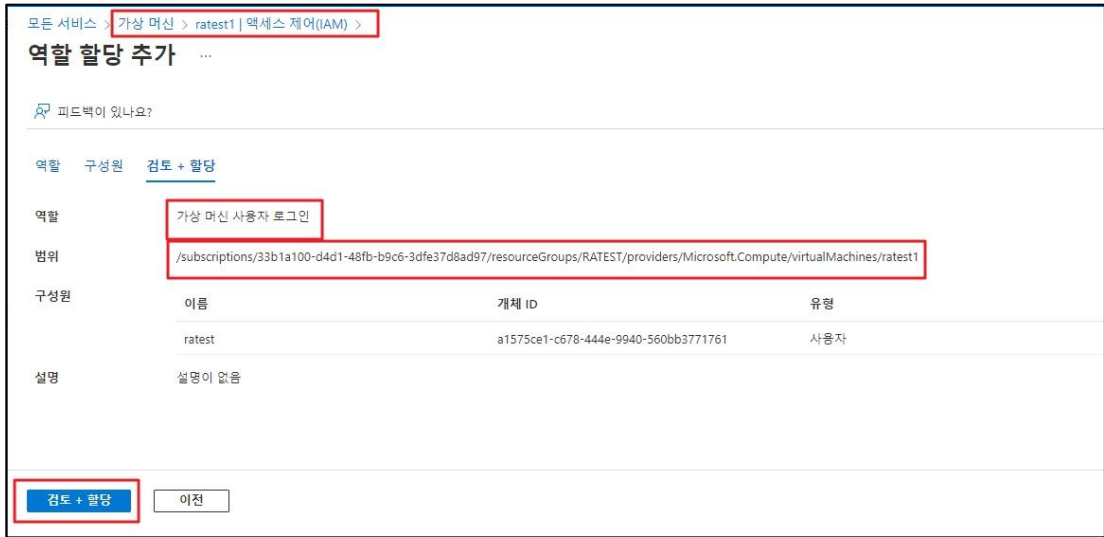 모든 서비스 > 가상 머신 > ratest1 | 액세스 제어(IAM) >
역할 할당 추가 ...
피드백이 있나요?
역할 구성원 검토 + 할당
역할 가상 머신 사용자 로그인
범위 /subscriptions/33b1a100-d4d1-48fb-b9c6-3dfe37d8ad97/resourceGroups/RATEST/providers/Microsoft.Compute/virtualMachines/ratest1
구성원 이름 개체 ID 유형
ratest a1575ce1-c678-444e-9940-560bb3771761 사용자
설명 설명이 없음
검토 + 할당 이전